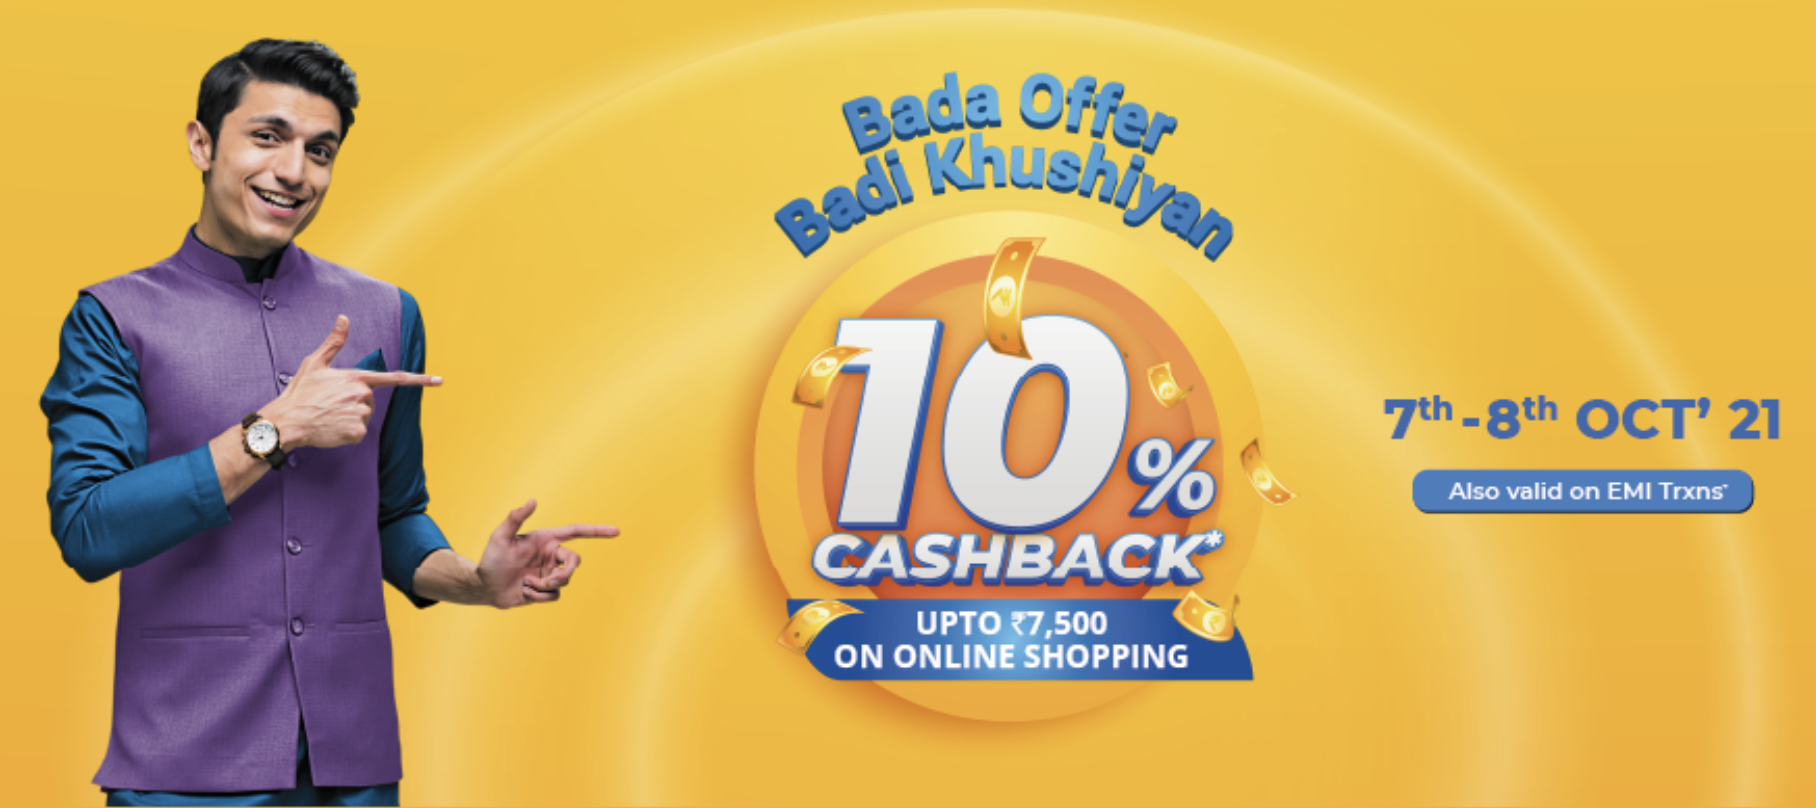 Bada Offer
Badi Khushiyan
10%
CASHBACK*
UPTO ₹7,500
ON ONLINE SHOPPING
7th - 8th OCT' 21
Also valid on EMI Trxns*